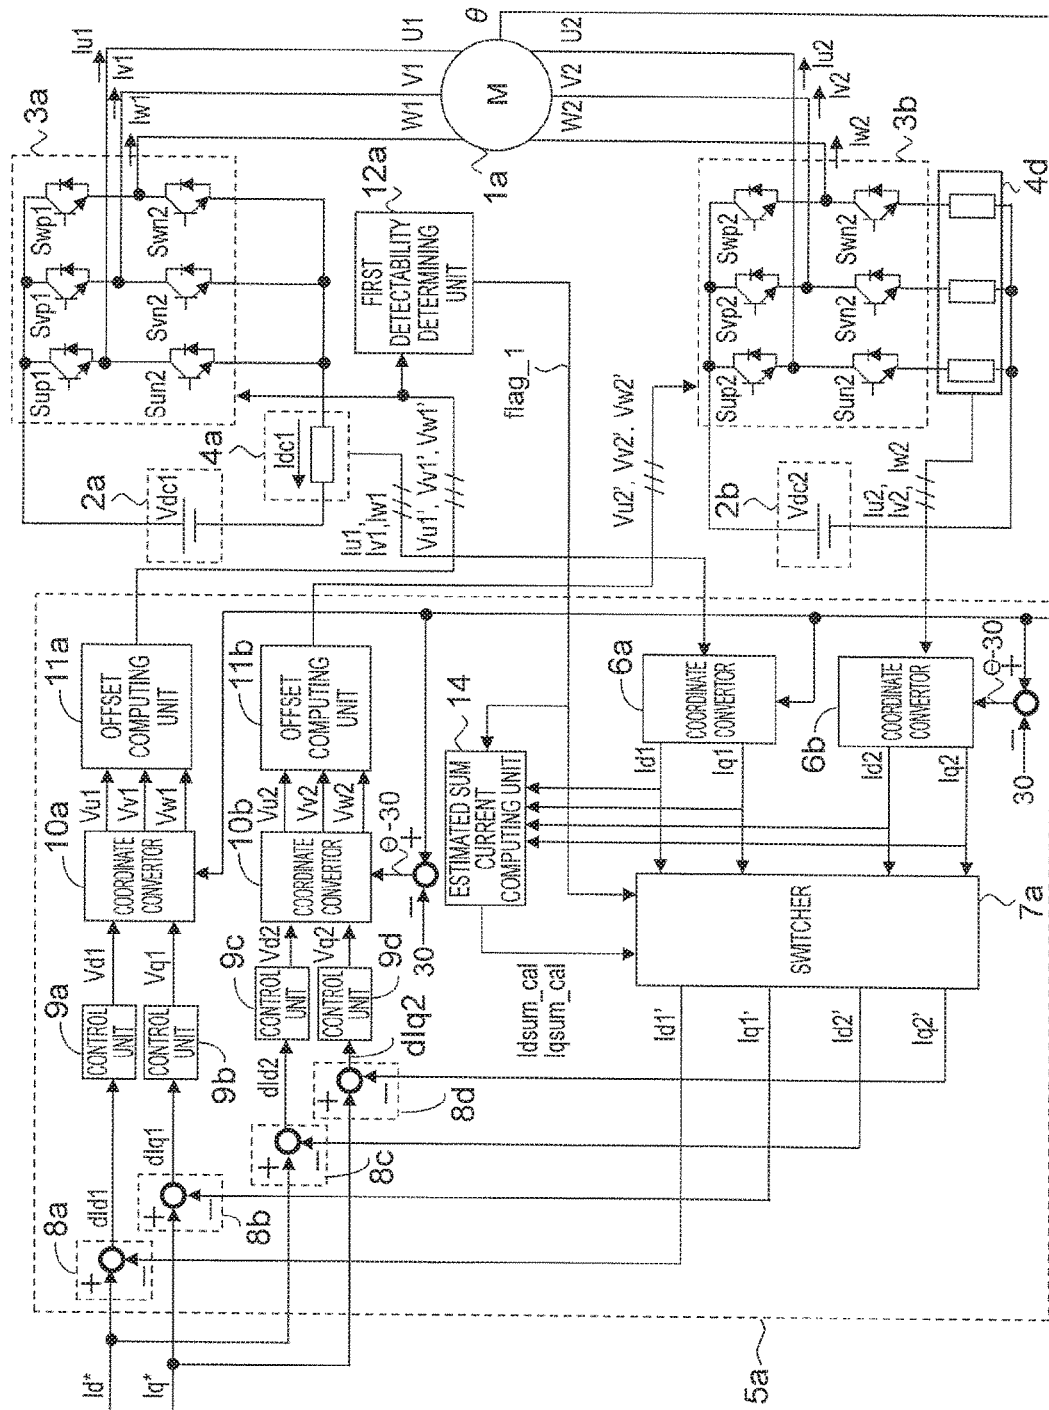 Id*
Iq*
5a
8a
dId1
8b
dIq1
8c
dId2
8d
dIq2
9a
CONTROL
UNIT
CONTROL
UNIT
9b
9c
CONTROL
UNIT
CONTROL
UNIT
9d
Vd1
Vq1
Vd2
Vq2
10a
COORDINATE
CONVERTOR
10b
COORDINATE
CONVERTOR
Vu1
Vv1
Vw1
Vu2
Vv2
Vw2
θ-30
30
11a
OFFSET
COMPUTING
UNIT
11b
OFFSET
COMPUTING
UNIT
14
ESTIMATED SUM
CURRENT
COMPUTING UNIT
Idsum_cal
Iqsum_cal
Id1'
Iq1'
Id2'
Iq2'
SWITCHER
7a
Id1
Iq1
Id2
Iq2
6a
COORDINATE
CONVERTOR
6b
COORDINATE
CONVERTOR
θ-30
30
2a
Vdc1
4a
Idc1
Iu1,
Iv1,Iw1
Vu1', Vv1', Vw1'
flag_1
Vu2', Vv2', Vw2'
2b
Vdc2
Iu2,
Iv2, Iw2
12a
FIRST
DETECTABILITY
DETERMINING
UNIT
3a
Sup1
Svp1
Swp1
Sun2
Svn2
Swn2
3b
Sup2
Svp2
Swp2
Sun2
Svn2
Swn2
4d
Iu1
Iv1
Iw1
U1
V1
W1
θ
M
1a
U2
V2
W2
Iu2
Iv2
Iw2